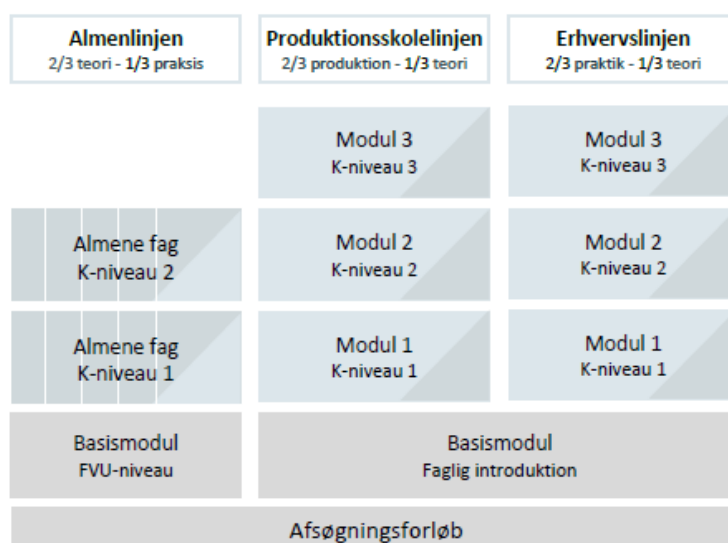 Almenlinjen
2/3 teori - 1/3 praksis
Produktionsskolelinjen
2/3 produktion - 1/3 teori
Erhvervslinjen
2/3 praktik - 1/3 teori
Modul 3
K-niveau 3
Modul 3
K-niveau 3
Almene fag
K-niveau 2
Modul 2
K-niveau 2
Modul 2
K-niveau 2
Almene fag
K-niveau 1
Modul 1
K-niveau 1
Modul 1
K-niveau 1
Basismodul
FVU-niveau
Basismodul
Faglig introduktion
Afsøgningsforløb